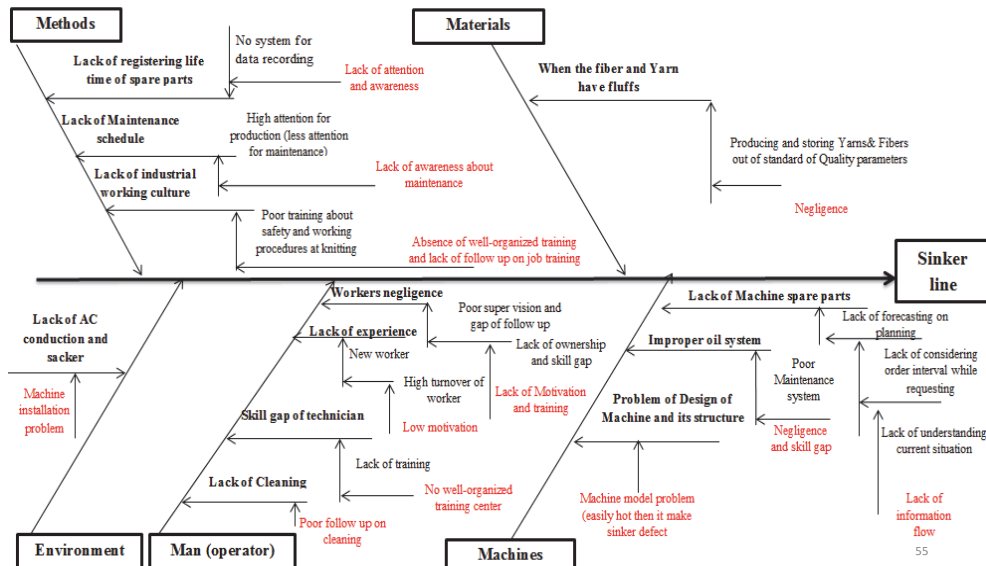 Methods
Materials
No system for
data recording
Lack of registering life
time of spare parts
Lack of attention
and awareness
When the fiber and Yarn
have fluffs
Lack of Maintenance
schedule
High attention for
production (less attention
for maintenance)
Producing and storing Yarns& Fibers
out of standard of Quality parameters
Lack of awareness about
maintenance
Lack of industrial
working culture
Negligence
Poor training about
safety and working
procedures at knitting
Absence of well-organized training
and lack of follow up on job training
Sinker
line
Workers negligence
Lack of Machine spare parts
Poor super vision and
gap of follow up
Lack of forecasting on
planning
Lack of AC
conduction and
sacker
Lack of experience
Improper oil system
Lack of ownership
and skill gap
New worker
Poor
Maintenance
system
Lack of considering
order interval while
requesting
Machine
installation
problem
High turnover of
worker
Lack of Motivation
and training
Problem of Design of
Machine and its structure
Skill gap of technician
Low motivation
Negligence
and skill gap
Lack of understanding
current situation
Lack of training
Lack of Cleaning
No well-organized
training center
Machine model problem
(easily hot then it make
sinker defect
Lack of
information
flow
Poor follow up on
cleaning
Environment
Man (operator)
Machines
55